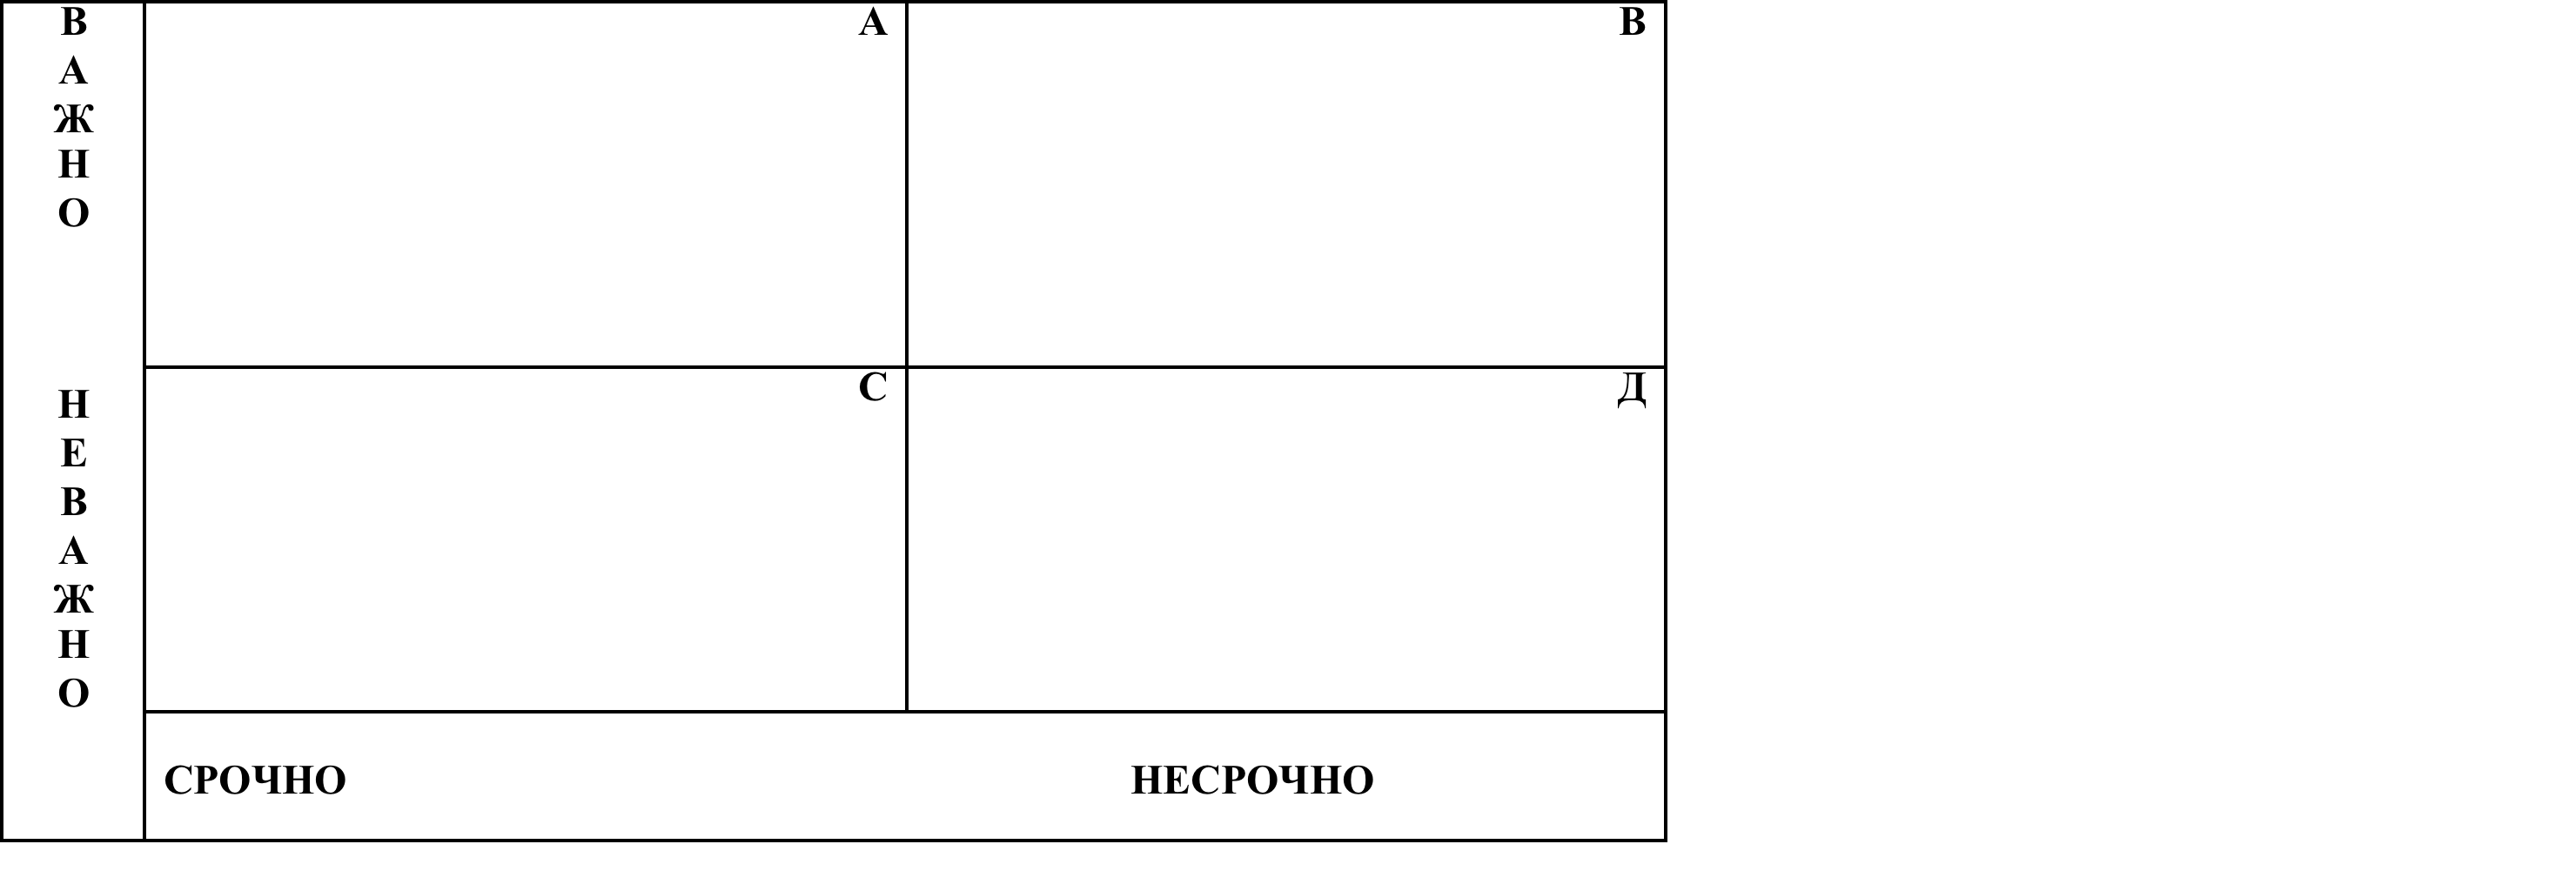 В
А
Ж
Н
О
А
В
Н
Е
В
А
Ж
Н
О
С
Д
СРОЧНО
НЕСРОЧНО